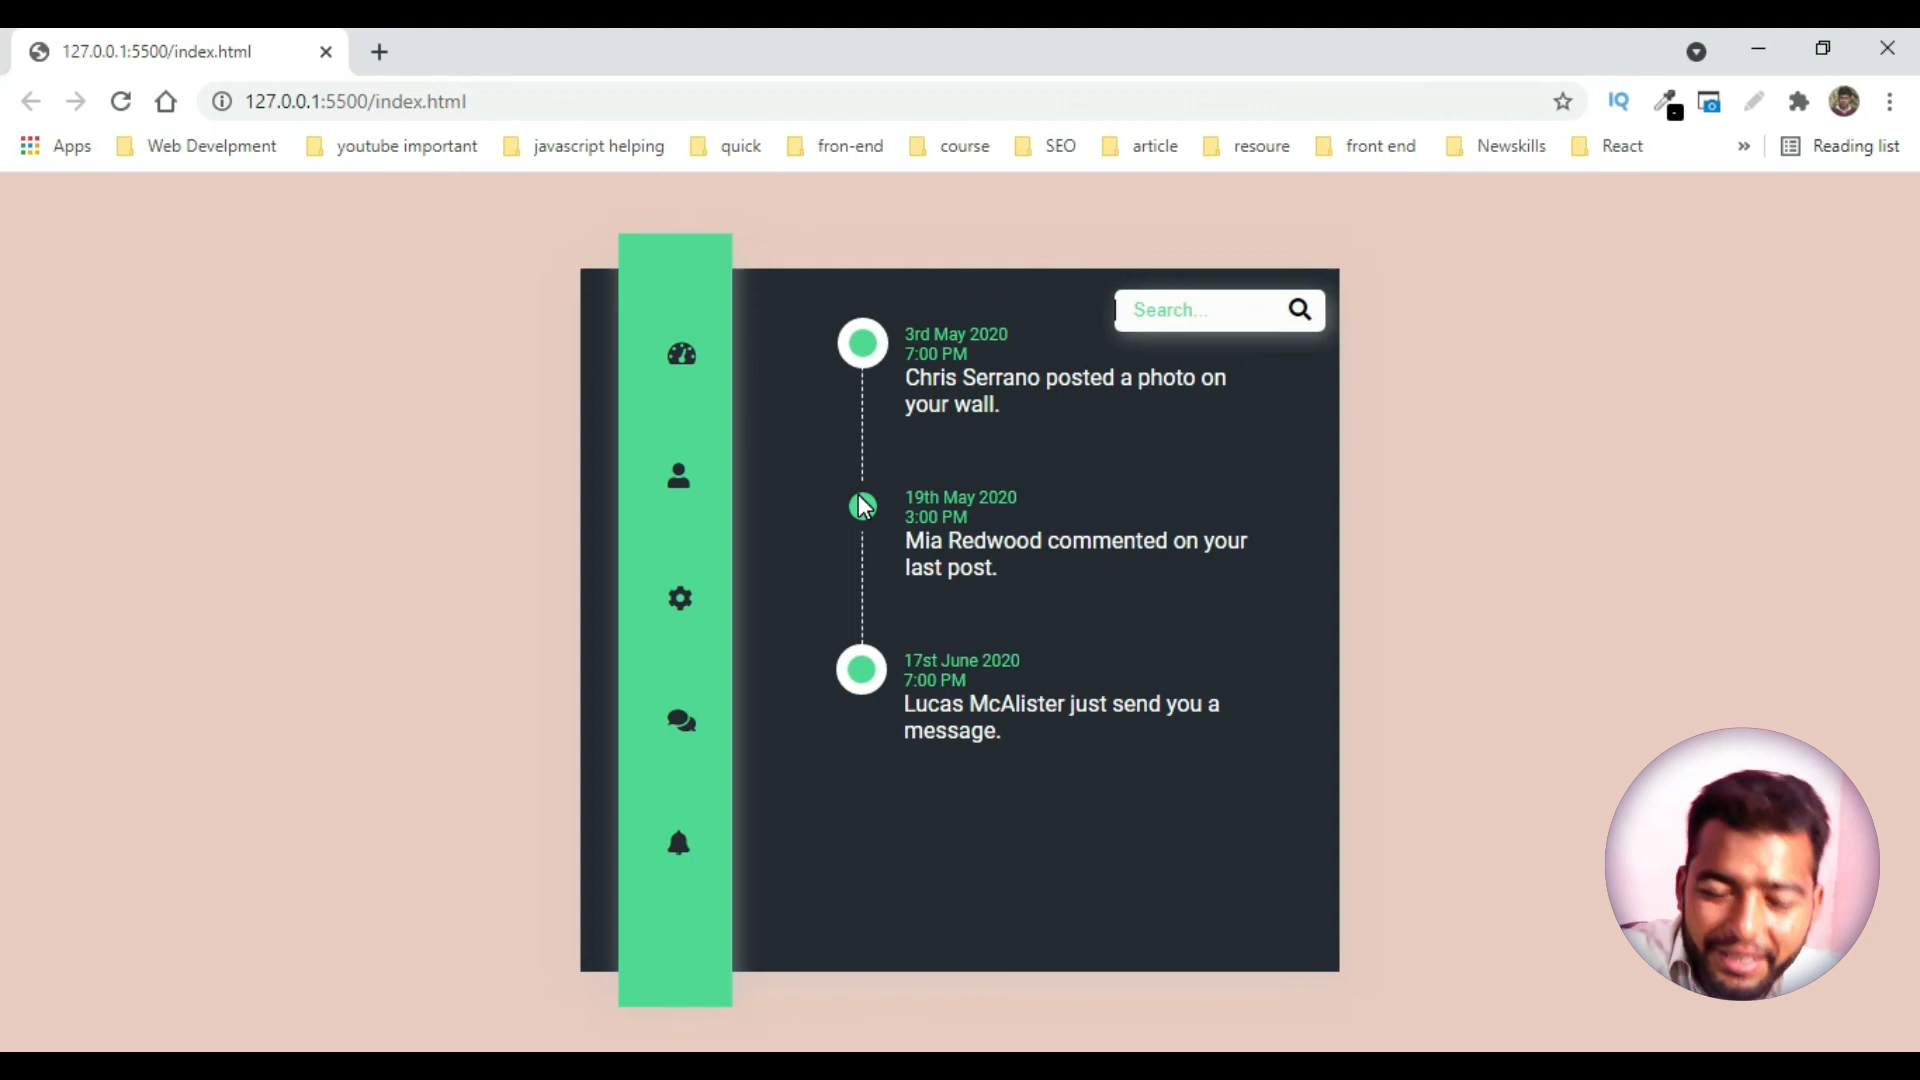 127.0.0.1:5500/index.html
127.0.0.1:5500/index.html
IQ
Apps Web Develpment youtube important javascript helping quick fron-end course SEO article resoure front end Newskills React » Reading list
Search...
3rd May 2020
7:00 PM
Chris Serrano posted a photo on
your wall.
19th May 2020
3:00 PM
Mia Redwood commented on your
last post.
17st June 2020
7:00 PM
Lucas McAlister just send you a
message.